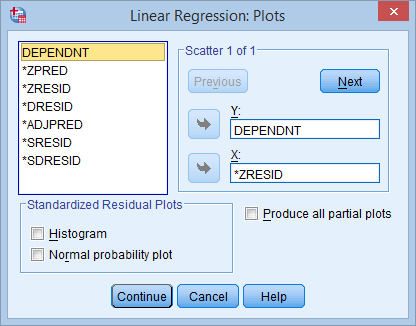 Linear Regression: Plots
DEPENDNT
*ZPRED
*ZRESID
*DRESID
*ADJPRED
*SRESID
*SDRESID
Scatter 1 of 1
Previous
Next
Y:
DEPENDNT
X:
*ZRESID
Standardized Residual Plots
Histogram
Normal probability plot
Produce all partial plots
Continue
Cancel
Help